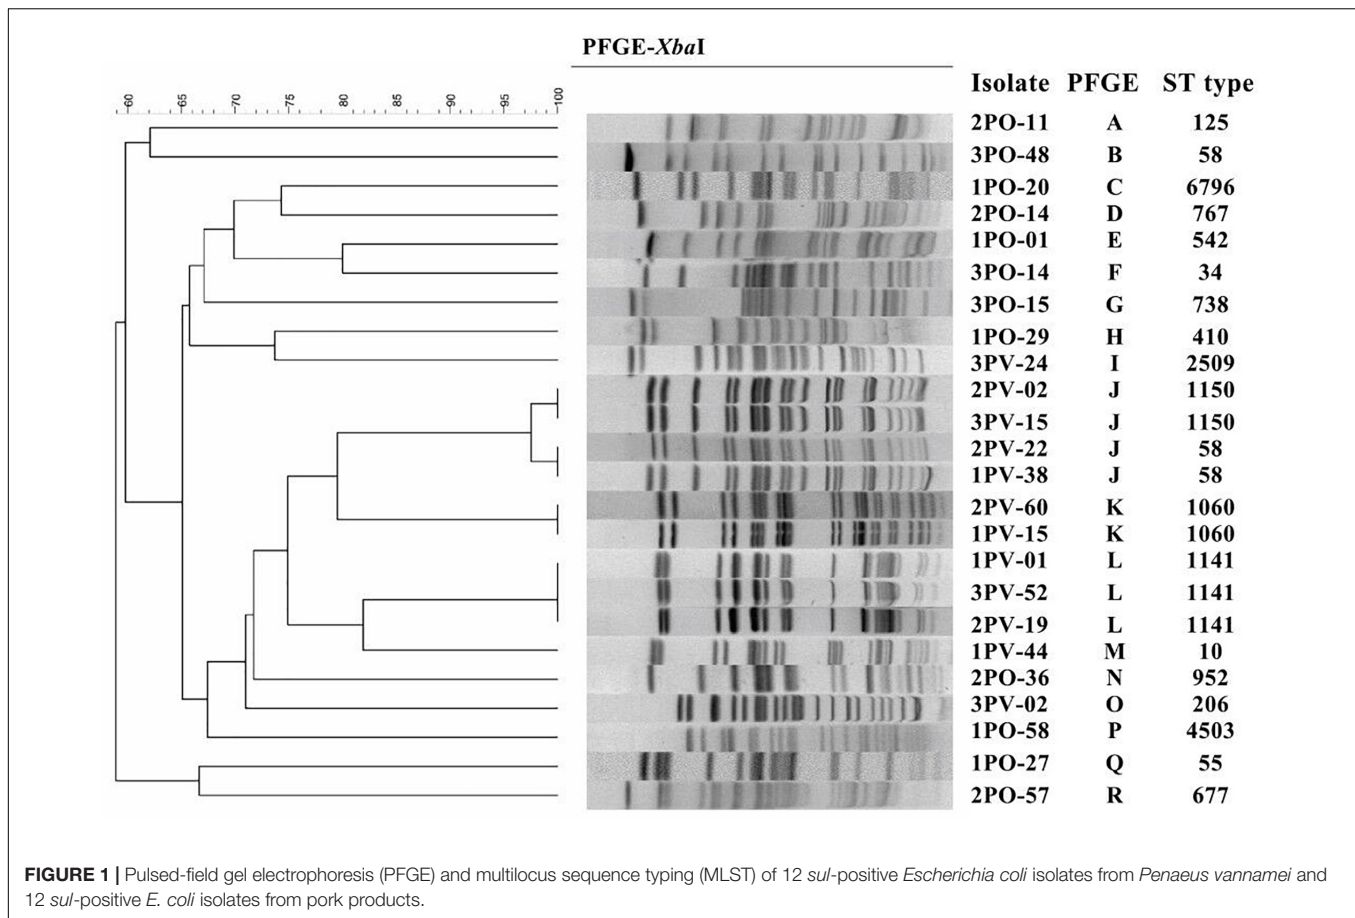 PFGE-XbaI
60 65 70 75 80 85 90 95 100
Isolate PFGE ST type
2PO-11 A 125
3PO-48 B 58
1PO-20 C 6796
2PO-14 D 767
1PO-01 E 542
3PO-14 F 34
3PO-15 G 738
1PO-29 H 410
3PV-24 I 2509
2PV-02 J 1150
3PV-15 J 1150
2PV-22 J 58
1PV-38 J 58
2PV-60 K 1060
1PV-15 K 1060
1PV-01 L 1141
3PV-52 L 1141
2PV-19 L 1141
1PV-44 M 10
2PO-36 N 952
3PV-02 O 206
1PO-58 P 4503
1PO-27 Q 55
2PO-57 R 677
FIGURE 1 | Pulsed-field gel electrophoresis (PFGE) and multilocus sequence typing (MLST) of 12 sul-positive Escherichia coli isolates from Penaeus vannamei and
12 sul-positive E. coli isolates from pork products.